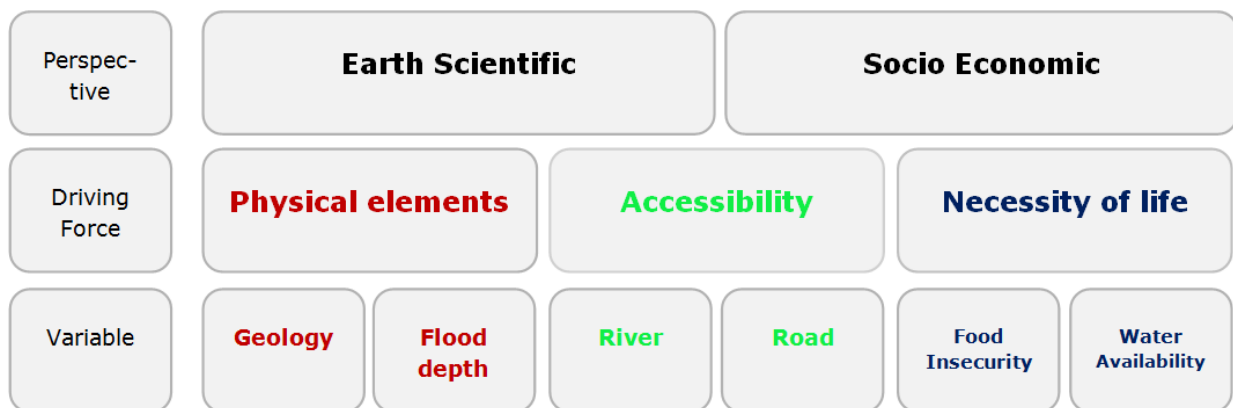 Perspec-
tive
Earth Scientific
Socio Economic
Driving
Force
Physical elements
Accessibility
Necessity of life
Variable
Geology
Flood
depth
River
Road
Food
Insecurity
Water
Availability